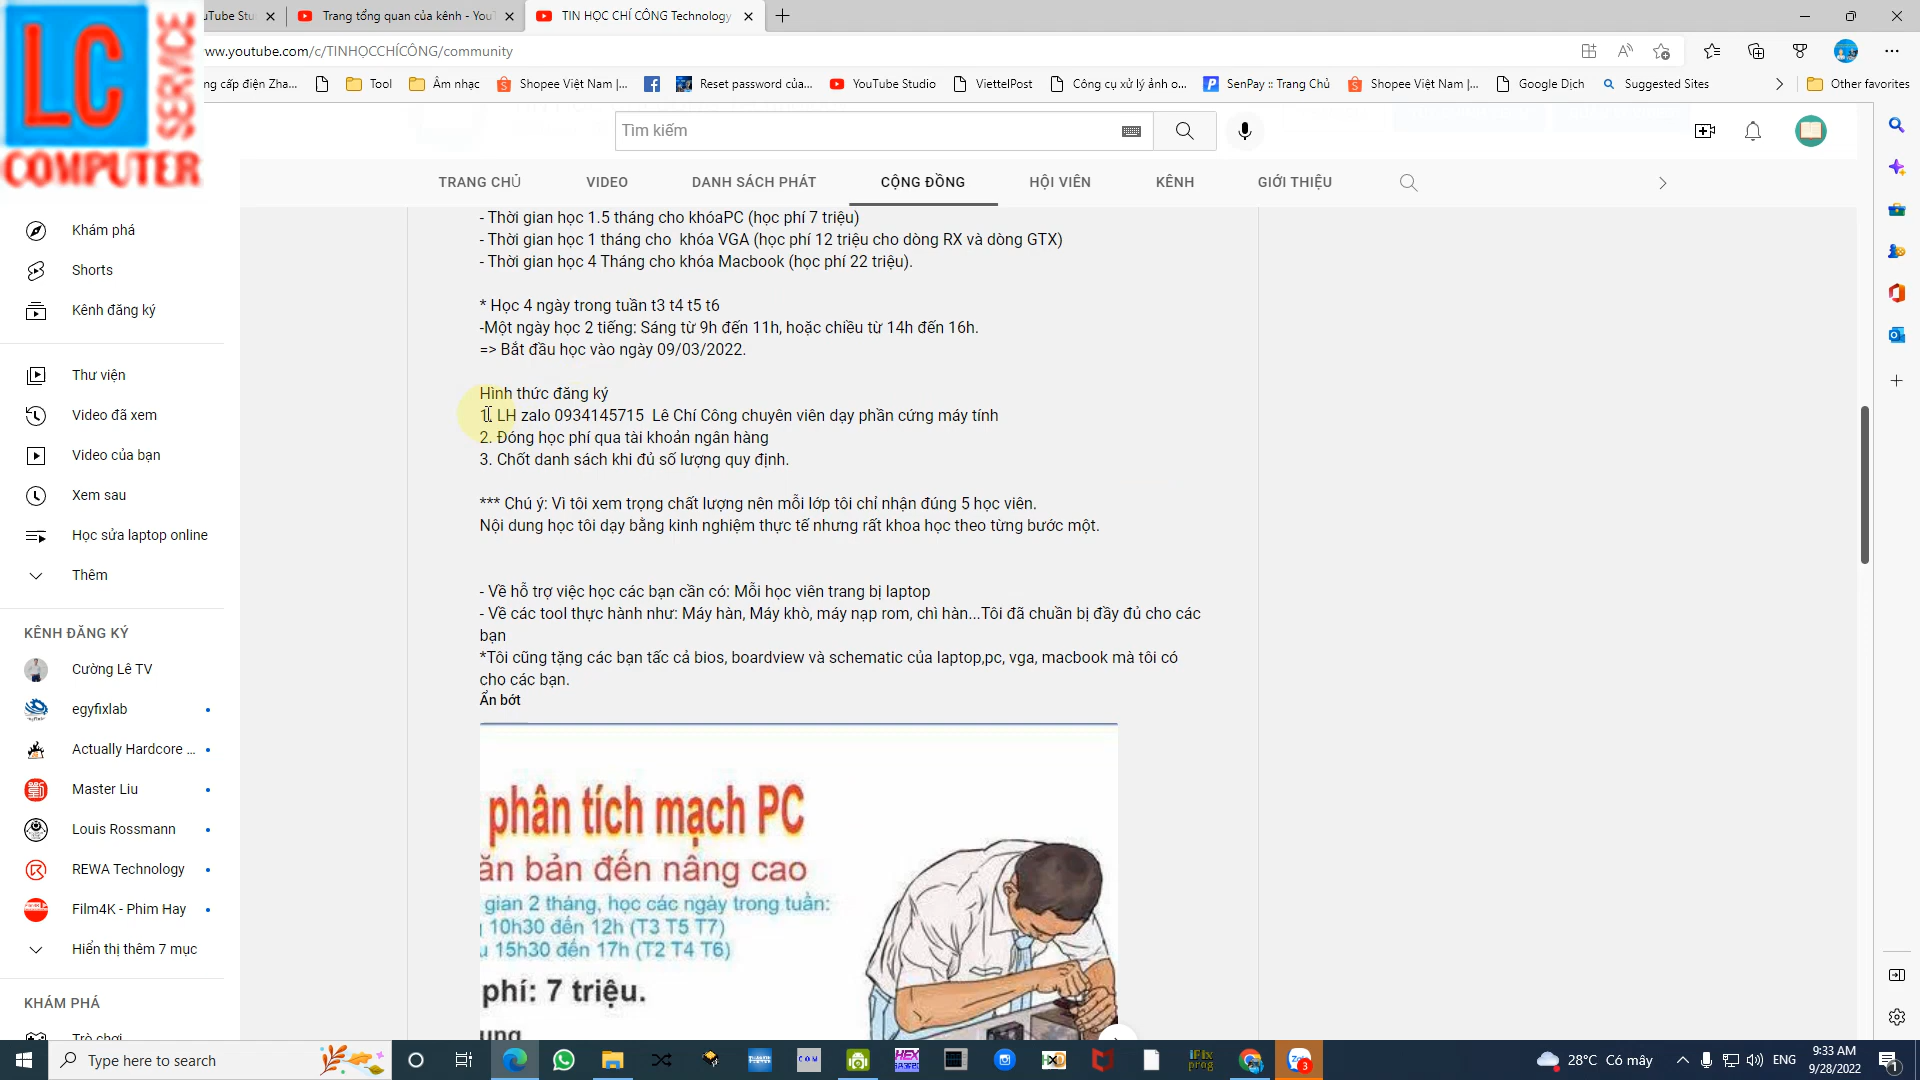 LC
SERVICE
COMPUTER
Trang tổng quan của kênh - You
TIN HỌC CHÍ CÔNG Technology
ww.youtube.com/c/TINHỌCCHÍCÔNG/community
ng cấp điện Zha...
Tool
Âm nhạc
Shopee Việt Nam |...
Reset password của...
YouTube Studio
ViettelPost
Công cụ xử lý ảnh o...
SenPay :: Trang Chủ
Shopee Việt Nam |...
Google Dịch
Suggested Sites
Other favorites
Tìm kiếm
TRANG CHỦ
VIDEO
DANH SÁCH PHÁT
CỘNG ĐỒNG
HỘI VIÊN
KÊNH
GIỚI THIỆU
Khám phá
Shorts
Kênh đăng ký
Thư viện
Video đã xem
Video của bạn
Xem sau
Học sửa laptop online
Thêm
KÊNH ĐĂNG KÝ
Cường Lê TV
egyfixlab
Actually Hardcore ...
Master Liu
Louis Rossmann
REWA Technology
Film4K - Phim Hay
Hiển thị thêm 7 mục
KHÁM PHÁ
Trò chơi
- Thời gian học 1.5 tháng cho khóaPC (học phí 7 triệu)
- Thời gian học 1 tháng cho khóa VGA (học phí 12 triệu cho dòng RX và dòng GTX)
- Thời gian học 4 Tháng cho khóa Macbook (học phí 22 triệu).
* Học 4 ngày trong tuần t3 t4 t5 t6
-Một ngày học 2 tiếng: Sáng từ 9h đến 11h, hoặc chiều từ 14h đến 16h.
=> Bắt đầu học vào ngày 09/03/2022.
Hình thức đăng ký
1. LH zalo 0934145715 Lê Chí Công chuyên viên dạy phần cứng máy tính
2. Đóng học phí qua tài khoản ngân hàng
3. Chốt danh sách khi đủ số lượng quy định.
*** Chú ý: Vì tôi xem trọng chất lượng nên mỗi lớp tôi chỉ nhận đúng 5 học viên.
Nội dung học tôi dạy bằng kinh nghiệm thực tế nhưng rất khoa học theo từng bước một.
- Về hỗ trợ việc học các bạn cần có: Mỗi học viên trang bị laptop
- Về các tool thực hành như: Máy hàn, Máy khò, máy nạp rom, chì hàn...Tôi đã chuần bị đầy đủ cho các
bạn
*Tôi cũng tặng các bạn tấc cả bios, boardview và schematic của laptop,pc, vga, macbook mà tôi có
cho các bạn.
Ẩn bớt
phân tích mạch PC
ăn bản đến nâng cao
gian 2 tháng, học các ngày trong tuần:
10h30 đến 12h (T3 T5 T7)
u 15h30 đến 17h (T2 T4 T6)
phí: 7 triệu.
Type here to search
28°C Có mây
ENG
9:33 AM
9/28/2022